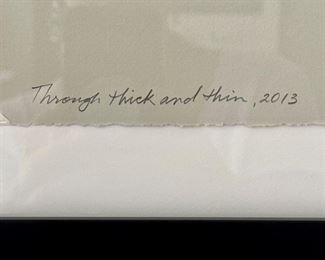 Through thick and thin, 2013